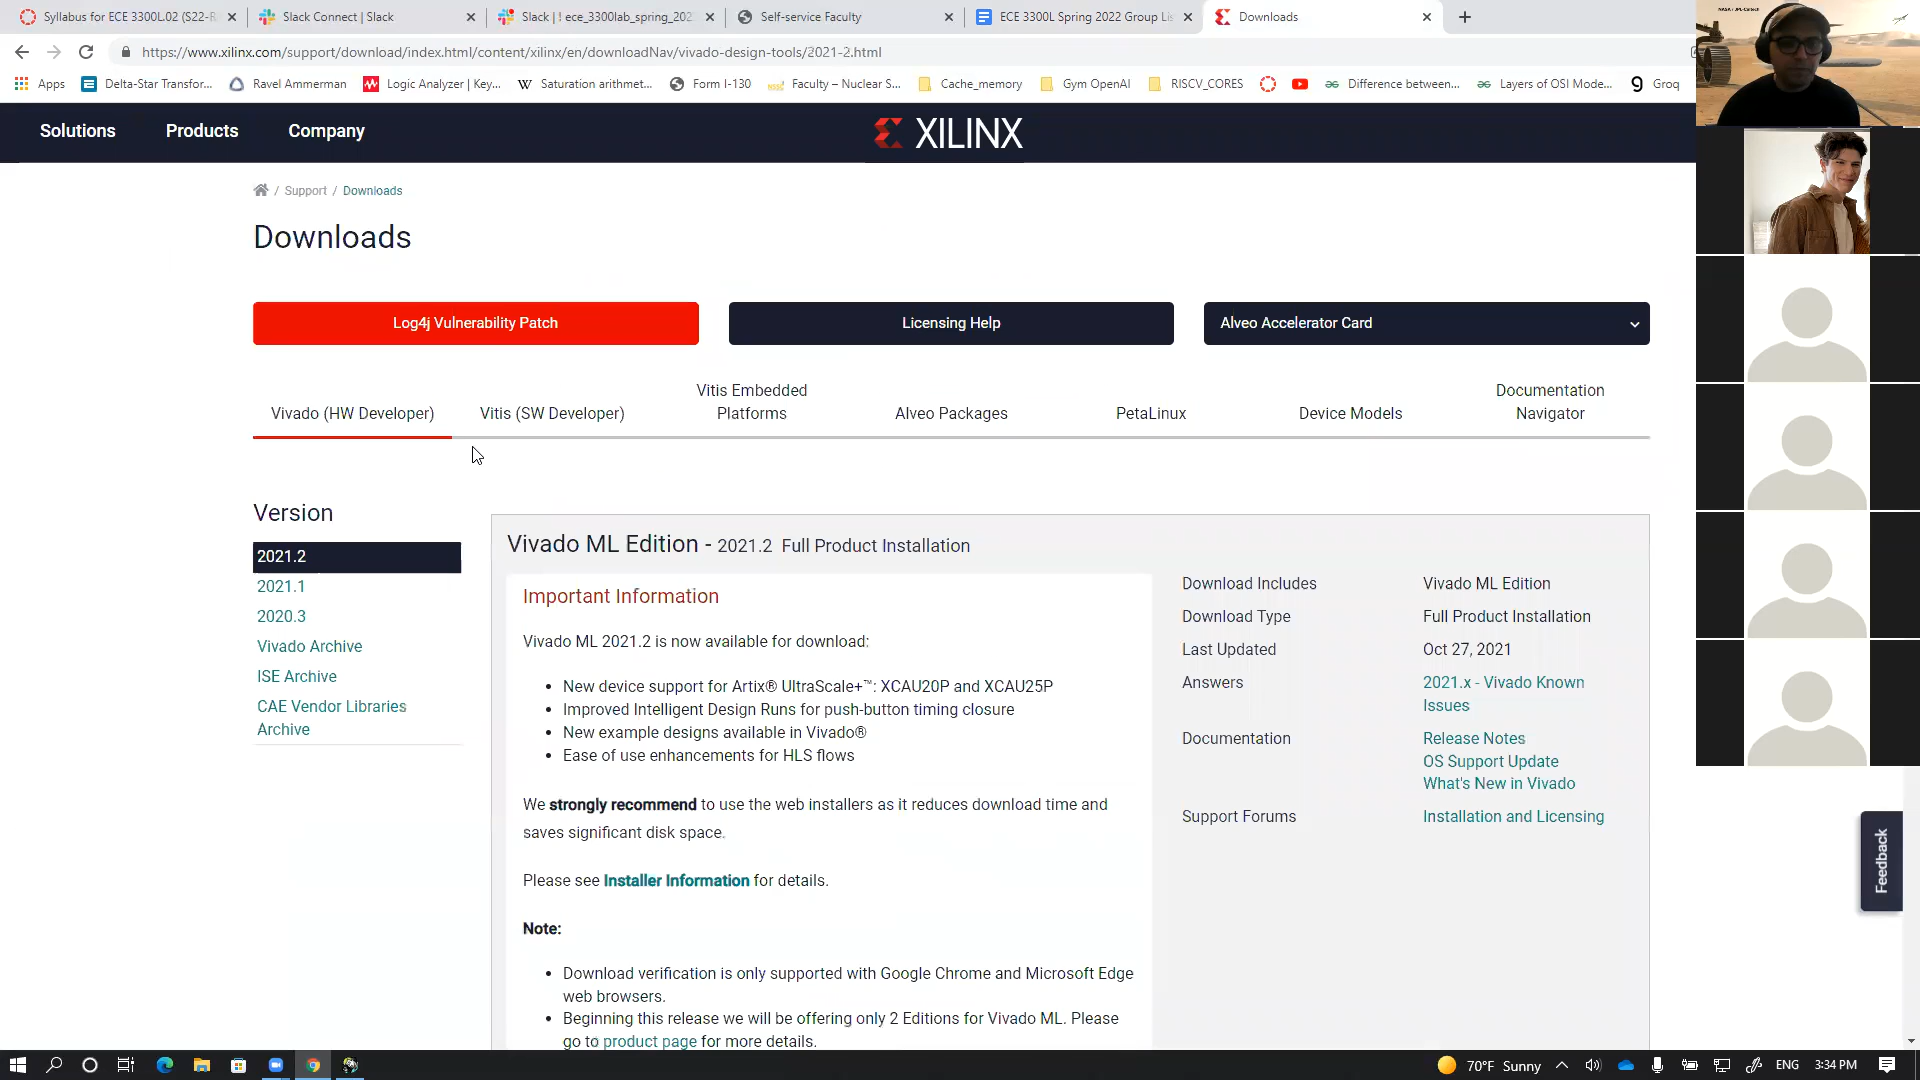 Syllabus for ECE 3300L.02 (S22-R
Slack Connect | Slack
Slack | ! ece_3300lab_spring_202
Self-service Faculty
ECE 3300L Spring 2022 Group Lis
Downloads
https://www.xilinx.com/support/download/index.html/content/xilinx/en/downloadNav/vivado-design-tools/2021-2.html
Apps
Delta-Star Transfor...
Ravel Ammerman
Logic Analyzer | Key...
Saturation arithmet...
Form I-130
Faculty – Nuclear S...
Cache_memory
Gym OpenAI
RISCV_CORES
Difference between...
Layers of OSI Mode...
Groq
NASA / JPL-Caltech
Solutions
Products
Company
XILINX
/ Support / Downloads
Downloads
Log4j Vulnerability Patch
Licensing Help
Alveo Accelerator Card
Vivado (HW Developer)
Vitis (SW Developer)
Vitis Embedded
Platforms
Alveo Packages
PetaLinux
Device Models
Documentation
Navigator
Version
2021.2
2021.1
2020.3
Vivado Archive
ISE Archive
CAE Vendor Libraries
Archive
Vivado ML Edition - 2021.2 Full Product Installation
Important Information
Vivado ML 2021.2 is now available for download:
• New device support for Artix® UltraScale+™: XCAU20P and XCAU25P
• Improved Intelligent Design Runs for push-button timing closure
• New example designs available in Vivado®
• Ease of use enhancements for HLS flows
We strongly recommend to use the web installers as it reduces download time and
saves significant disk space.
Please see Installer Information for details.
Note:
• Download verification is only supported with Google Chrome and Microsoft Edge
web browsers.
• Beginning this release we will be offering only 2 Editions for Vivado ML. Please
go to product page for more details.
Download Includes
Vivado ML Edition
Download Type
Full Product Installation
Last Updated
Oct 27, 2021
Answers
2021.x - Vivado Known
Issues
Documentation
Release Notes
OS Support Update
What's New in Vivado
Support Forums
Installation and Licensing
Feedback
70°F Sunny
ENG
3:34 PM